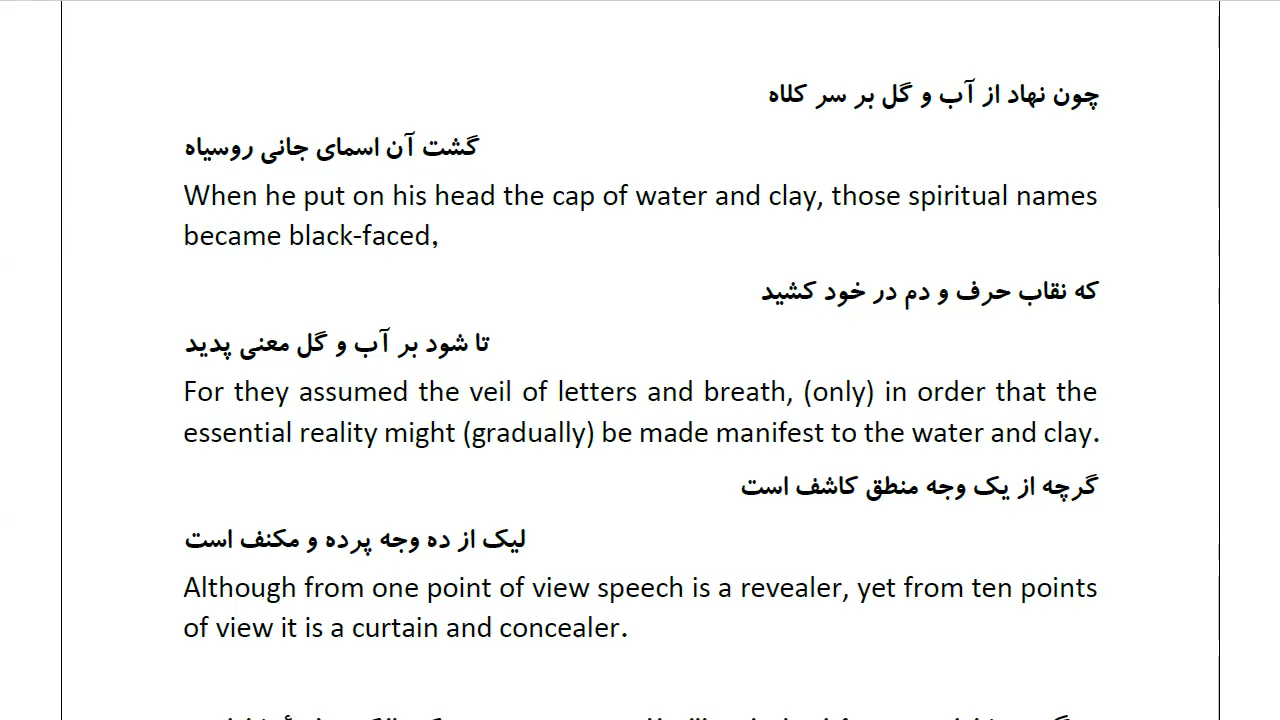 چون نهاد از آب و گل بر سر کلاه
گشت آن اسمای جانی روسیاه
When he put on his head the cap of water and clay, those spiritual names
became black-faced,
که نقاب حرف و دم در خود کشید
تا شود بر آب و گل معنی پدید
For they assumed the veil of letters and breath, (only) in order that the
essential reality might (gradually) be made manifest to the water and clay.
گرچه از یک وجه منطق کاشف است
لیک از ده وجه پرده و مکنف است
Although from one point of view speech is a revealer, yet from ten points
of view it is a curtain and concealer.